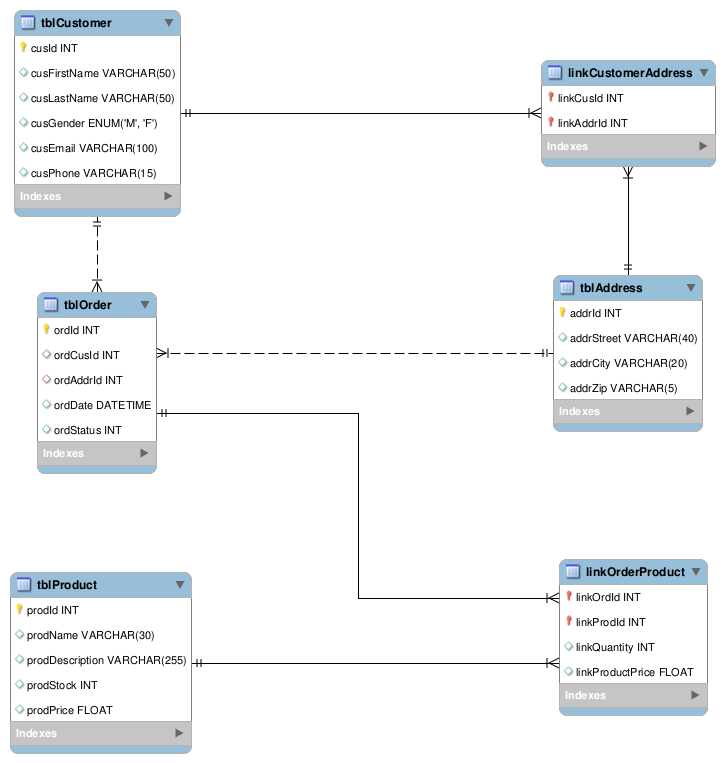 tblCustomer
cusId INT
cusFirstName VARCHAR(50)
cusLastName VARCHAR(50)
cusGender ENUM('M', 'F')
cusEmail VARCHAR(100)
cusPhone VARCHAR(15)
Indexes
linkCustomerAddress
linkCusId INT
linkAddrId INT
Indexes
tblOrder
ordId INT
ordCusId INT
ordAddrId INT
ordDate DATETIME
ordStatus INT
Indexes
tblAddress
addrId INT
addrStreet VARCHAR(40)
addrCity VARCHAR(20)
addrZip VARCHAR(5)
Indexes
tblProduct
prodId INT
prodName VARCHAR(30)
prodDescription VARCHAR(255)
prodStock INT
prodPrice FLOAT
Indexes
linkOrderProduct
linkOrdId INT
linkProdId INT
linkQuantity INT
linkProductPrice FLOAT
Indexes